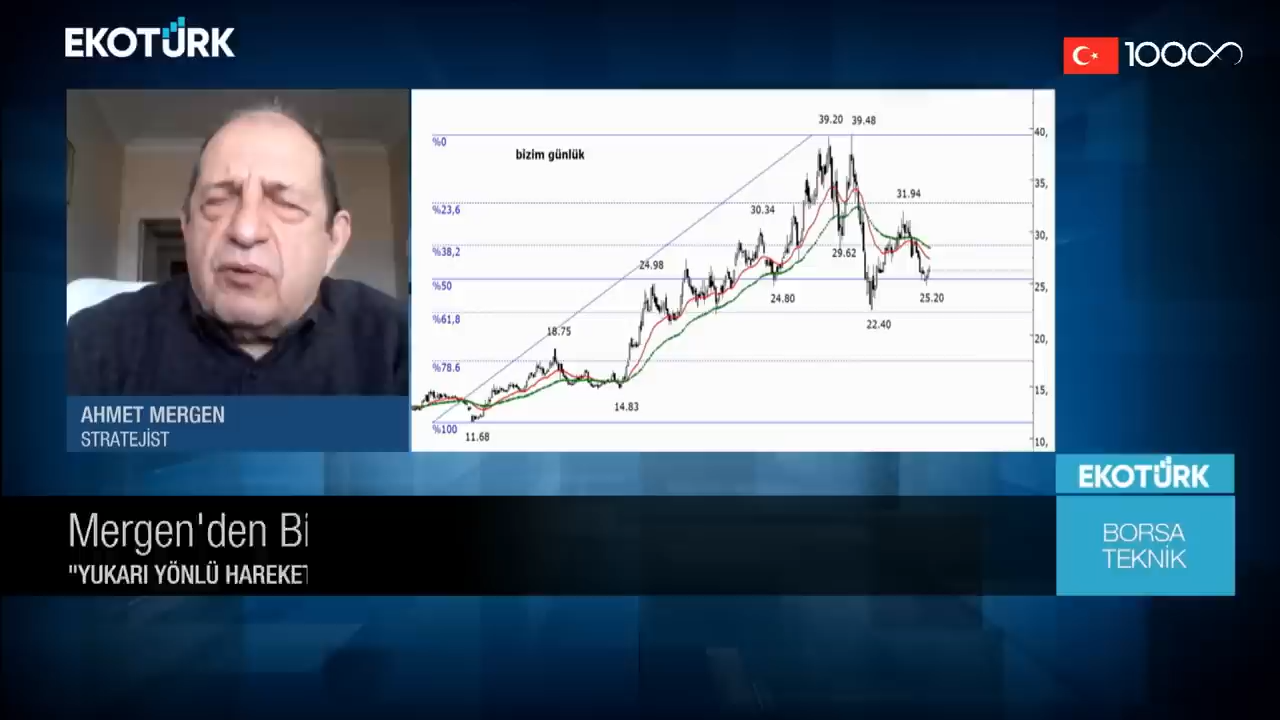 EKOTÜRK
100
bizim günlük
%0
%23,6
%38,2
%50
%61,8
%78.6
%100
39.20 39.48
31.94
30.34
29.62
24.98
24.80
25.20
22.40
18.75
14.83
11.68
40,
35,
30,
25,
20,
15,
10,
AHMET MERGEN
STRATEJİST
EKOTÜRK
BORSA
TEKNİK
Mergen'den Bi
"YUKARI YÖNLÜ HAREKET